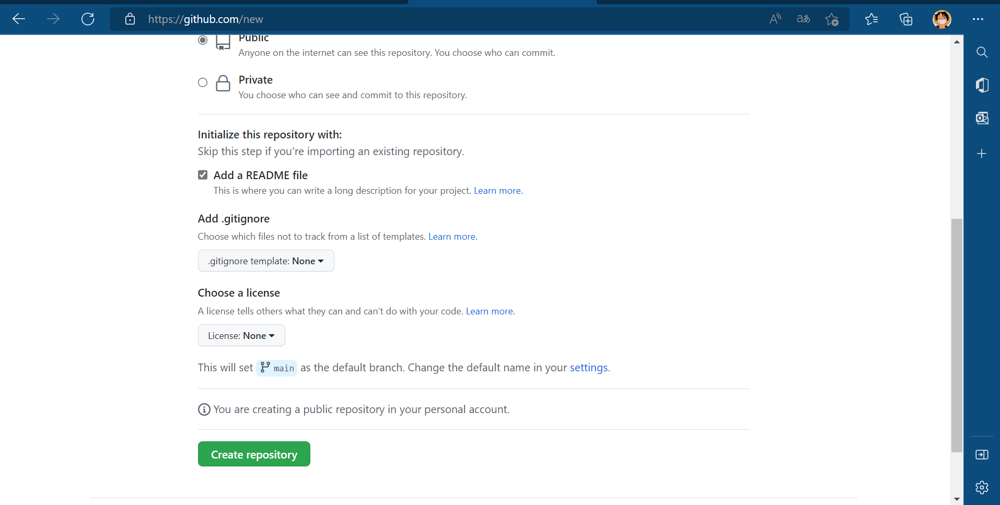 https://github.com/new
Public
Anyone on the internet can see this repository. You choose who can commit.
Private
You choose who can see and commit to this repository.
Initialize this repository with:
Skip this step if you’re importing an existing repository.
Add a README file
This is where you can write a long description for your project. Learn more.
Add .gitignore
Choose which files not to track from a list of templates. Learn more.
.gitignore template: None
Choose a license
A license tells others what they can and can't do with your code. Learn more.
License: None
This will set main as the default branch. Change the default name in your settings.
You are creating a public repository in your personal account.
Create repository